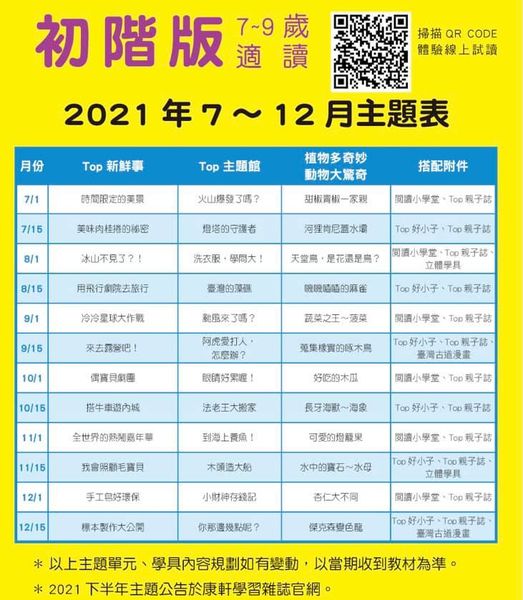 初階版
7~9歲
適讀
掃描 QR CODE
體驗線上試讀
2021年7～12月主題表
月份 Top 新鮮事 Top 主題館 植物多奇妙 動物大驚奇 搭配附件
7/1 時間限定的美景 火山爆發了嗎？ 甜椒青椒一家親 閱讀小學堂、Top 親子誌
7/15 美味肉桂捲的祕密 燈塔的守護者 河狸肯尼蓋水壩 Top 好小子、Top 親子誌
8/1 冰山不見了？！ 洗衣服，學問大！ 天堂鳥，是花還是鳥？ 閱讀小學堂、Top 親子誌、立體學具
8/15 用飛行劇院去旅行 臺灣的藻礁 嘰嘰喳喳的麻雀 Top 好小子、Top 親子誌
9/1 冷冷星球大作戰 颱風來了嗎？ 蔬菜之王～菠菜 閱讀小學堂、Top 親子誌
9/15 來去露營吧！ 阿虎愛打人，怎麼辦？ 蒐集橡實的啄木鳥 Top 好小子、Top 親子誌、臺灣古道漫畫
10/1 偶寶貝劇團 眼睛好累喔！ 好吃的木瓜 閱讀小學堂、Top 親子誌
10/15 搭牛車遊內城 法老王大搬家 長牙海獸～海象 Top 好小子、Top 親子誌
11/1 全世界的熱鬧嘉年華 到海上養魚！ 可愛的燈籠果 閱讀小學堂、Top 親子誌
11/15 我會照顧毛寶貝 木頭造大船 水中的寶石～水母 Top 好小子、Top 親子誌、立體學具
12/1 手工皂好環保 小財神存錢記 杏仁大不同 閱讀小學堂、Top 親子誌
12/15 標本製作大公開 你那邊幾點呢？ 傑克森變色龍 Top 好小子、Top 親子誌、臺灣古道漫畫
＊以上主題單元、學具內容規劃如有變動，以當期收到教材為準。
＊2021 下半年主題公告於康軒學習雜誌官網。